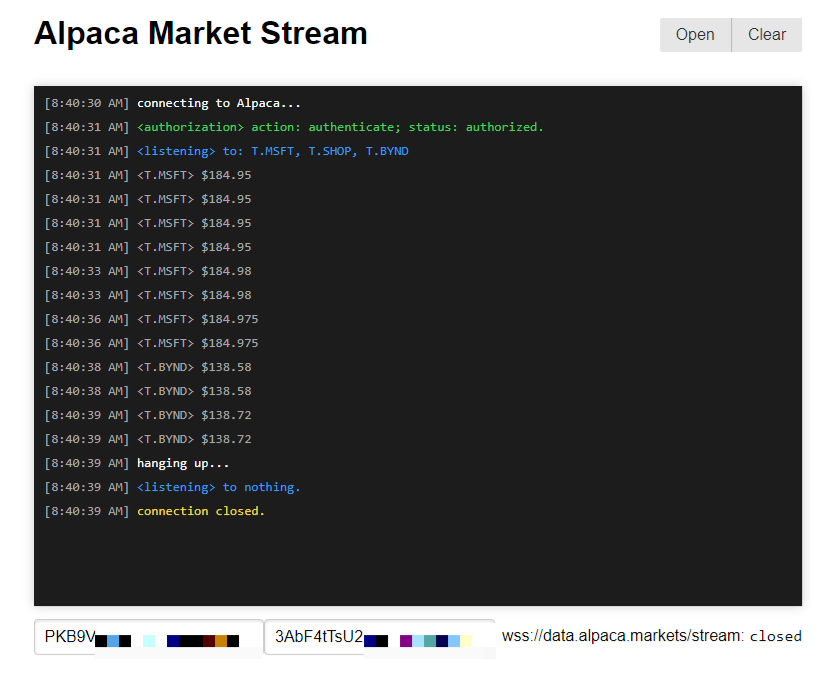 Alpaca Market Stream
Open Clear
[8:40:30 AM] connecting to Alpaca...
[8:40:31 AM] <authorization> action: authenticate; status: authorized.
[8:40:31 AM] <listening> to: T.MSFT, T.SHOP, T.BYND
[8:40:31 AM] <T.MSFT> $184.95
[8:40:31 AM] <T.MSFT> $184.95
[8:40:31 AM] <T.MSFT> $184.95
[8:40:31 AM] <T.MSFT> $184.95
[8:40:33 AM] <T.MSFT> $184.98
[8:40:33 AM] <T.MSFT> $184.98
[8:40:36 AM] <T.MSFT> $184.975
[8:40:36 AM] <T.MSFT> $184.975
[8:40:38 AM] <T.BYND> $138.58
[8:40:38 AM] <T.BYND> $138.58
[8:40:39 AM] <T.BYND> $138.72
[8:40:39 AM] <T.BYND> $138.72
[8:40:39 AM] hanging up...
[8:40:39 AM] <listening> to nothing.
[8:40:39 AM] connection closed.
PKB9V 3AbF4tTsU2 wss://data.alpaca.markets/stream: closed